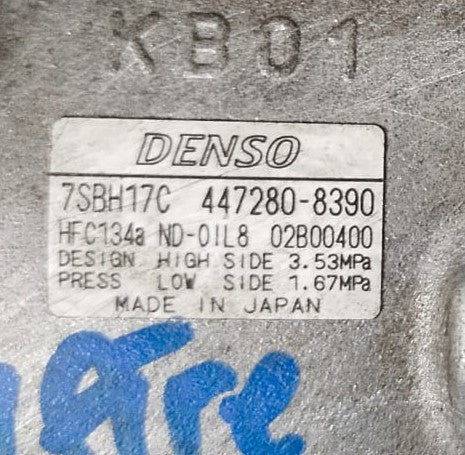 KB01
DENSO
7SBH17C 447280-8390
HFC134a ND-OIL8 02B00400
DESIGN HIGH SIDE 3.53MPa
PRESS LOW SIDE 1.67MPa
MADE IN JAPAN